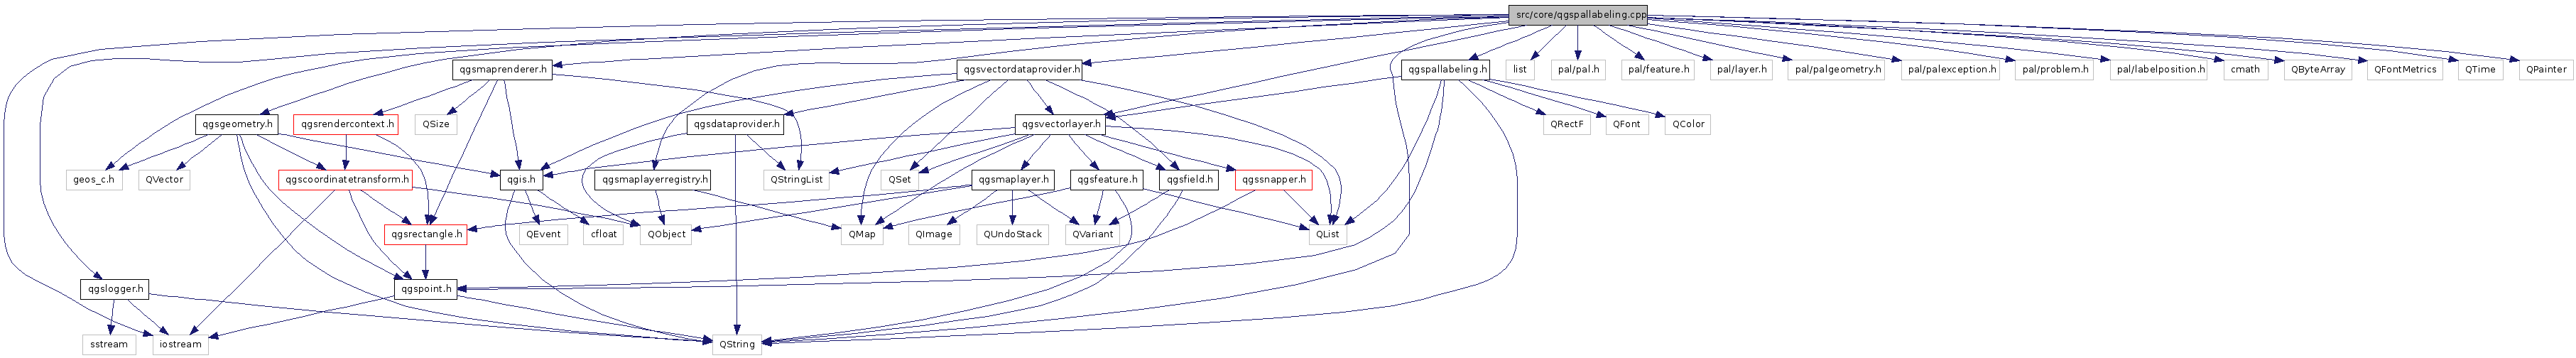 src/core/qgspallabeling.cpp
qgsmaprenderer.h
qgsvectordataprovider.h
qgspallabeling.h
list
pal/pal.h
pal/feature.h
pal/layer.h
pal/palgeometry.h
pal/palexception.h
pal/problem.h
pal/labelposition.h
cmath
QByteArray
QFontMetrics
QTime
QPainter
qgsgeometry.h
qgsrendercontext.h
QSize
qgsdataprovider.h
qgsvectorlayer.h
QRectF
QFont
QColor
geos_c.h
QVector
qgscoordinatetransform.h
qgis.h
qgsmaplayerregistry.h
QStringList
QSet
qgsmaplayer.h
qgsfeature.h
qgsfield.h
qgssnapper.h
qgsrectangle.h
QEvent
cfloat
QObject
QMap
QImage
QUndoStack
QVariant
QList
qgslogger.h
qgspoint.h
sstream
iostream
QString